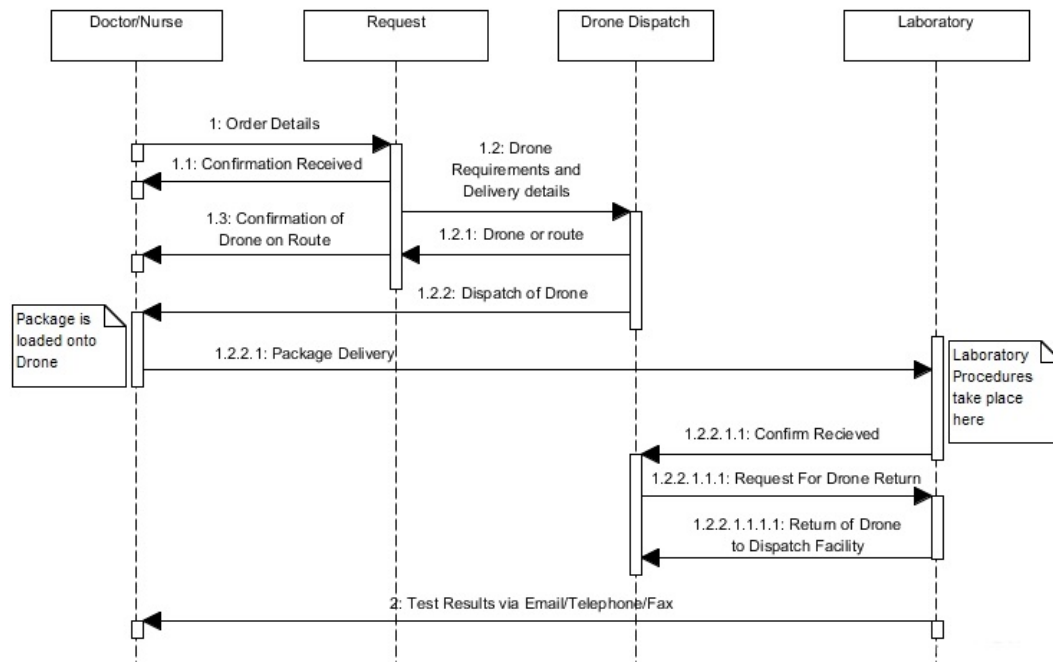 Doctor/Nurse
Request
Drone Dispatch
Laboratory
1: Order Details
1.1: Confirmation Received
1.2: Drone
Requirements and
Delivery details
1.3: Confirmation of
Drone on Route
1.2.1: Drone or route
1.2.2: Dispatch of Drone
Package is
loaded onto
Drone
1.2.2.1: Package Delivery
Laboratory
Procedures
take place
here
1.2.2.1.1: Confirm Recieved
1.2.2.1.1.1: Request For Drone Return
1.2.2.1.1.1.1: Return of Drone
to Dispatch Facility
2: Test Results via Email/Telephone/Fax